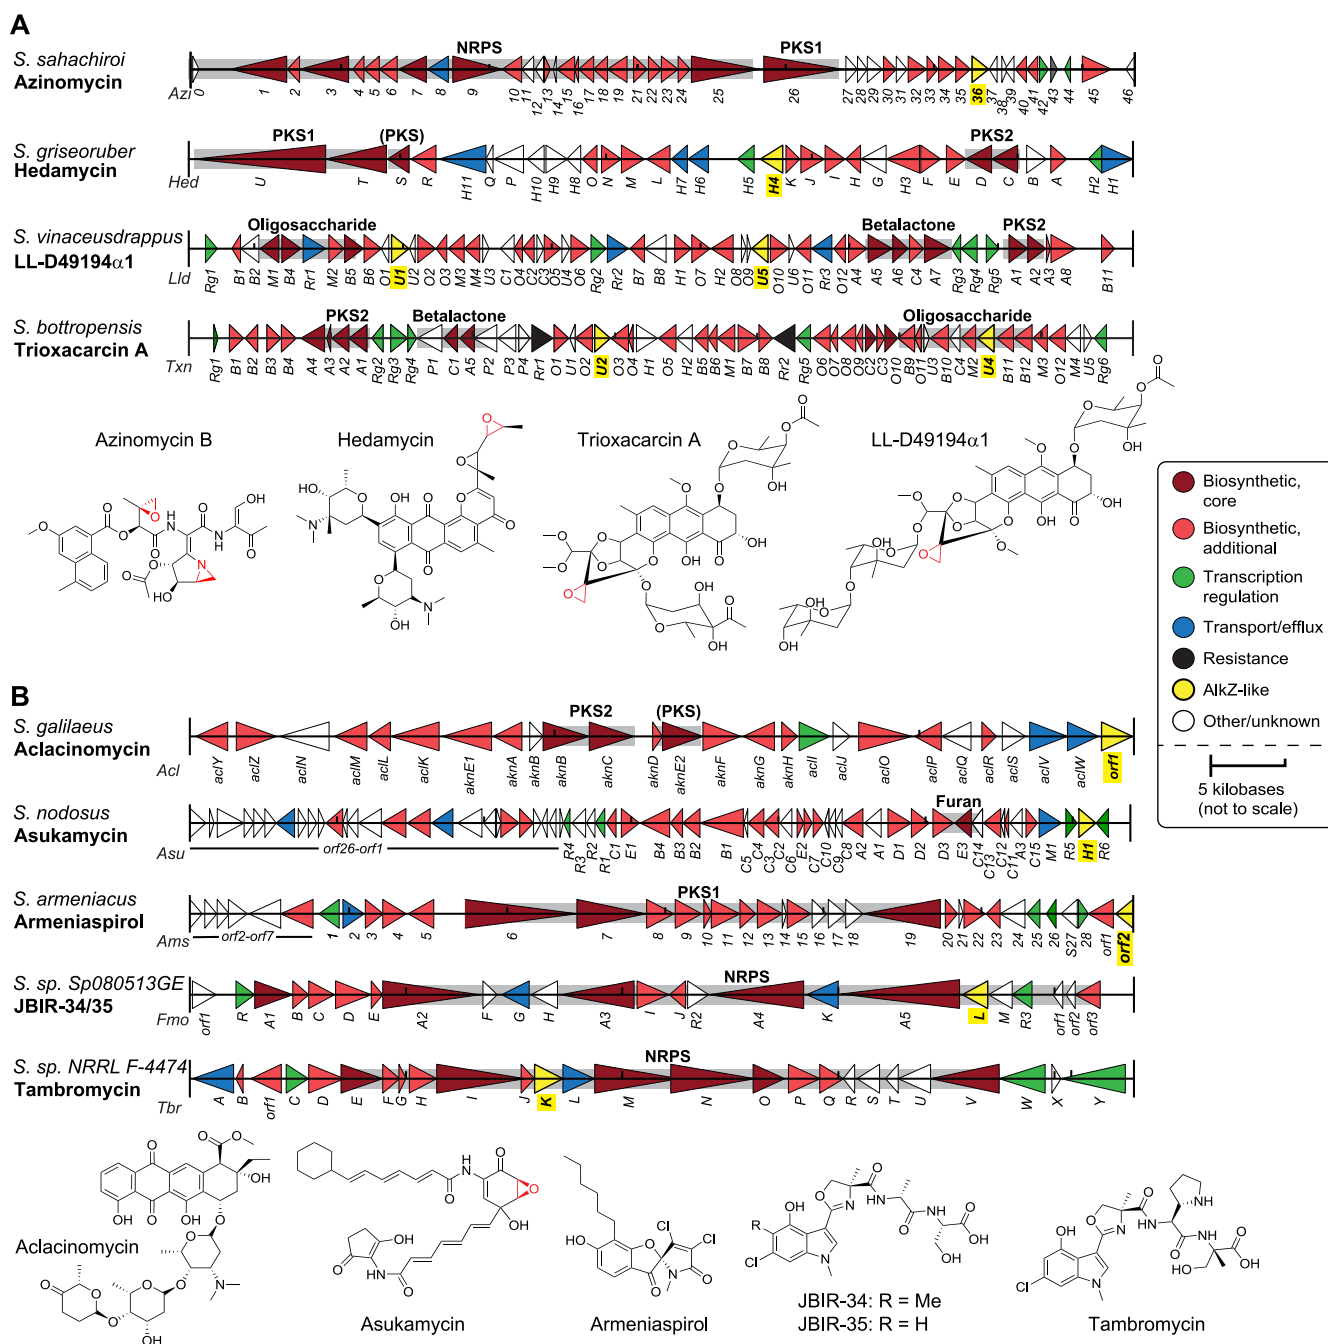 A
S. sahachiroi
Azinomycin
NRPS PKS1
Azi 0 1 2 3 4 5 6 7 8 9 10 11 12 13 14 15 16 17 18 19 21 22 23 24 25 26 27 28 29 30 31 32 33 34 35 36 37 38 39 40 41 42 43 44 45 46
S. griseoruber
Hedamycin
PKS1 (PKS) PKS2
Hed U T S R H11 Q P H10 H9 H8 O N M L H7 H6 H5 H4 K J I H G H3 F E D C B A H2 H1
S. vinaceusdrappus
LL-D49194α1
Oligosaccharide Betalactone PKS2
Lld Rg1 B1 B2 M1 B4 Rr1 M2 B5 B6 O1 U1 U2 O2 O3 M3 M4 U3 C1 O4 C2 C3 O5 U4 O6 Rg2 Rr2 B7 B8 H1 O7 H2 O8 O9 U5 O10 U6 O11 Rr3 O12 A4 A5 A6 C4 A7 Rg3 Rg4 Rg5 A1 A2 A3 A8 B11
S. bottropensis
Trioxacarcin A
PKS2 Betalactone Oligosaccharide
Txn Rg1 B1 B2 B3 B4 A4 A3 A2 A1 Rg2 Rg3 Rg4 P1 C1 A5 P2 P3 P4 Rr1 O1 U1 O2 U2 O3 O4 H1 O5 H2 B5 B6 M1 B7 B8 Rr2 Rg5 O6 O7 O8 O9 C2 C3 O10 B9 O11 U3 B10 C4 M2 U4 B11 B12 M3 O12 M4 U5 Rg6
Azinomycin B
Hedamycin
Trioxacarcin A
LL-D49194α1
Biosynthetic, core
Biosynthetic, additional
Transcription regulation
Transport/efflux
Resistance
AlkZ-like
Other/unknown
5 kilobases
(not to scale)
B
S. galilaeus
Aclacinomycin
PKS2 (PKS)
Acl aclY aclZ aclN aclM aclL aclK aknE1 aknA aknB aknB aknC aknD aknE2 aknF aknG aknH aclI aclJ aclO aclP aclQ aclR aclS aclV aclW orf1
S. nodosus
Asukamycin
Furan
Asu orf26-orf1 R4 R3 R2 R1 C1 E1 B4 B3 B2 B1 C5 C4 C3 C2 C6 E2 C7 C10 C9 C8 A2 A1 D1 D2 D3 E3 C14 C13 C12 C11 A3 C15 M1 R5 H1 R6
S. armeniacus
Armeniaspirol
PKS1
Ams orf2-orf7 1 2 3 4 5 6 7 8 9 10 11 12 13 14 15 16 17 18 19 20 21 22 23 24 25 26 S27 28 orf1 orf2
S. sp. Sp080513GE
JBIR-34/35
NRPS
Fmo orf1 R A1 B C D E A2 F G H A3 I J R2 A4 K A5 L M R3 orf1 orf2 orf3
S. sp. NRRL F-4474
Tambromycin
NRPS
Tbr A B orf1 C D E F G H I J K L M N O P Q R S T U V W X Y
Aclacinomycin
Asukamycin
Armeniaspirol
JBIR-34: R = Me
JBIR-35: R = H
Tambromycin